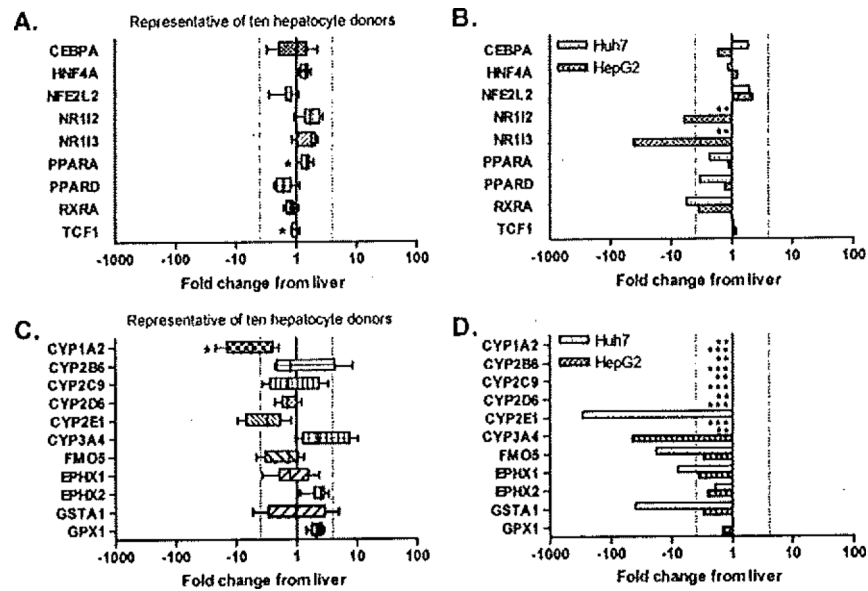 A.
Representative of ten hepatocyte donors
CEBPA
HNF4A
NFE2L2
NR1I2
NR1I3
PPARA
PPARD
RXRA
TCF1
-1000 -100 -10 1 10 100
Fold change from liver
B.
Huh7
HepG2
CEBPA
HNF4A
NFE2L2
NR1I2
NR1I3
PPARA
PPARD
RXRA
TCF1
-1000 -100 -10 1 10 100
Fold change from liver
C.
Representative of ten hepatocyte donors
CYP1A2
CYP2B6
CYP2C9
CYP2D6
CYP2E1
CYP3A4
FMO5
EPHX1
EPHX2
GSTA1
GPX1
-1000 -100 -10 1 10 100
Fold change from liver
D.
Huh7
HepG2
CYP1A2
CYP2B6
CYP2C9
CYP2D6
CYP2E1
CYP3A4
FMO5
EPHX1
EPHX2
GSTA1
GPX1
-1000 -100 -10 1 10 100
Fold change from liver